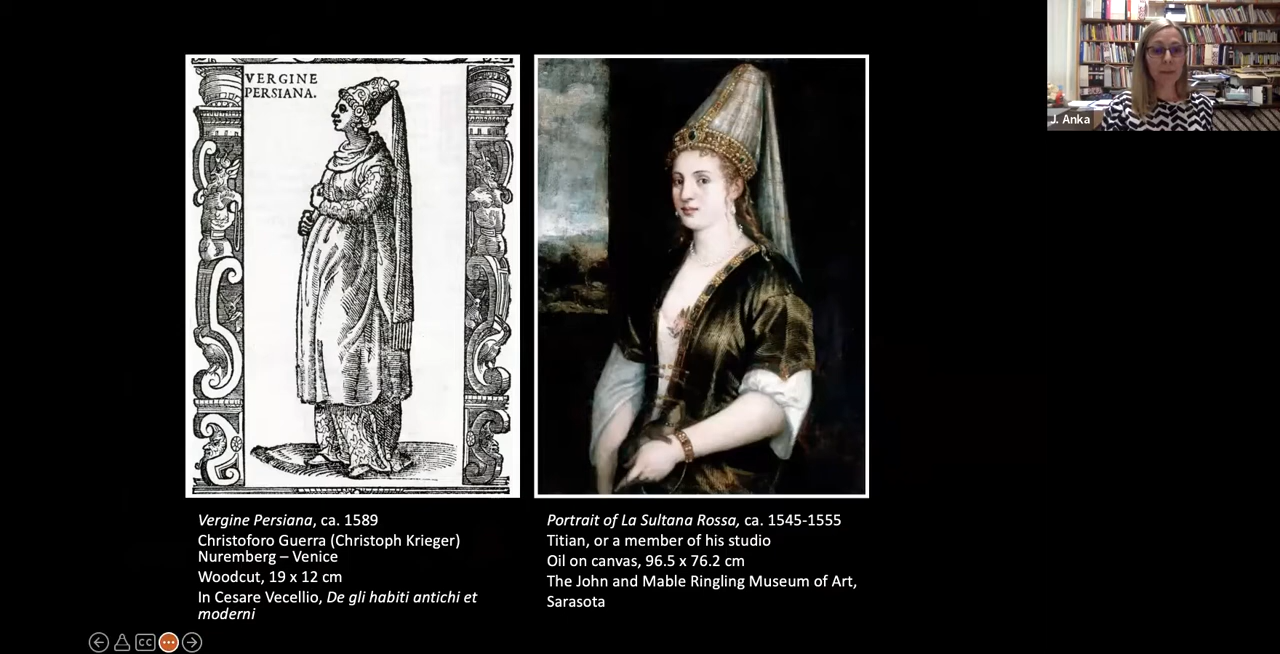 VERGINE
PERSIANA.
J. Anka
Vergine Persiana, ca. 1589
Christoforo Guerra (Christoph Krieger)
Nuremberg – Venice
Woodcut, 19 x 12 cm
In Cesare Vecellio, De gli habiti antichi et
moderni
Portrait of La Sultana Rossa, ca. 1545-1555
Titian, or a member of his studio
Oil on canvas, 96.5 x 76.2 cm
The John and Mable Ringling Museum of Art,
Sarasota
CC